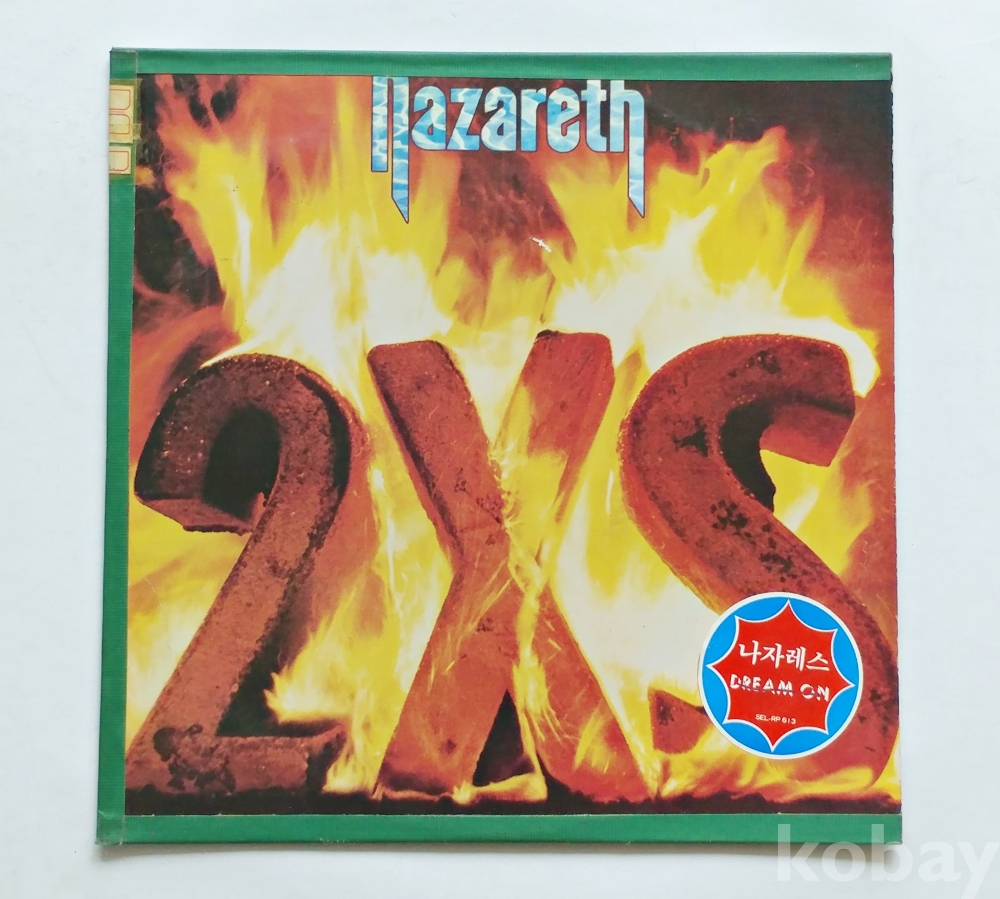 Nazareth
2XS
나자레스
DREAM ON
SEL-RP 613
kobay